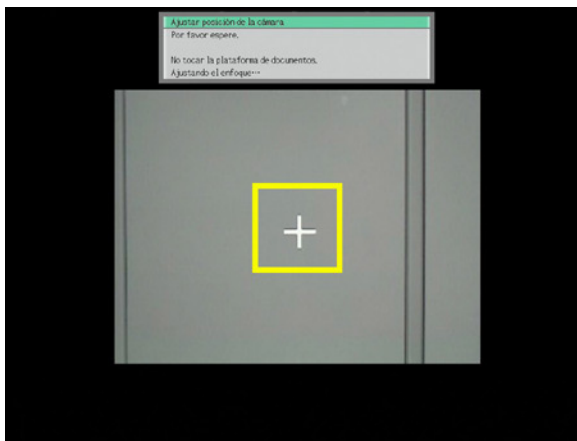 Ajustar posición de la cámara
Por favor espere.
No tocar la plataforma de documentos.
Ajustando el enfoque…